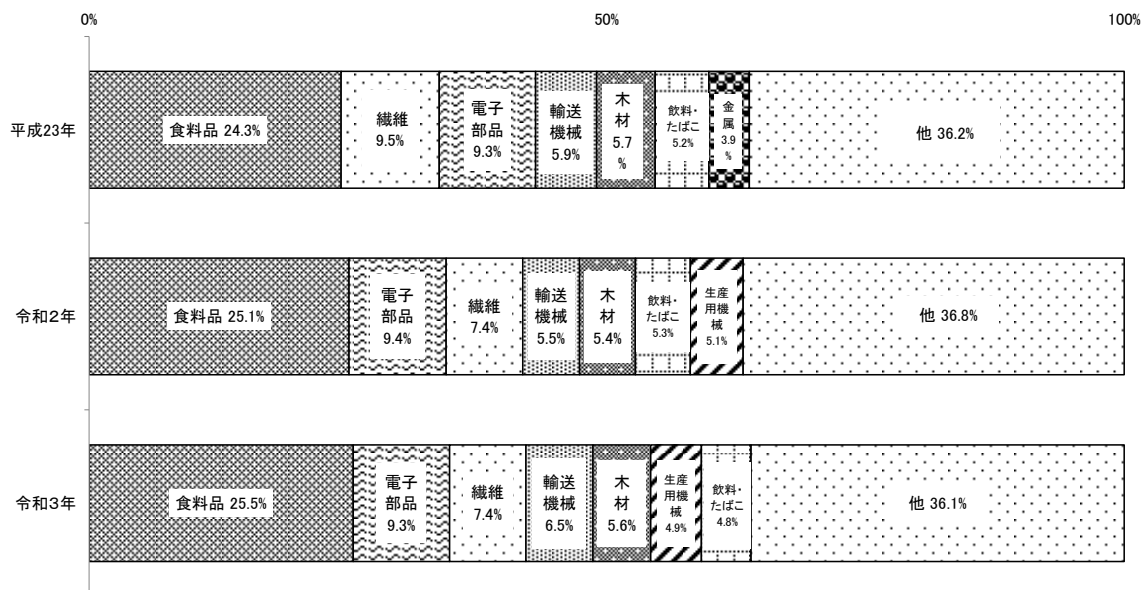 0%
50%
100%
平成23年
食料品 24.3%
繊維
9.5%
電子
部品
9.3%
輸送
機械
5.9%
木
材
5.7
%
飲料・
たばこ
5.2%
金
属
3.9
%
他 36.2%
令和2年
食料品 25.1%
電子
部品
9.4%
繊維
7.4%
輸送
機械
5.5%
木
材
5.4%
飲料・
たばこ
5.3%
生産
用機
械
5.1%
他 36.8%
令和3年
食料品 25.5%
電子
部品
9.3%
繊維
7.4%
輸送
機械
6.5%
木
材
5.6%
生産
用機
械
4.9%
飲料・
たばこ
4.8%
他 36.1%